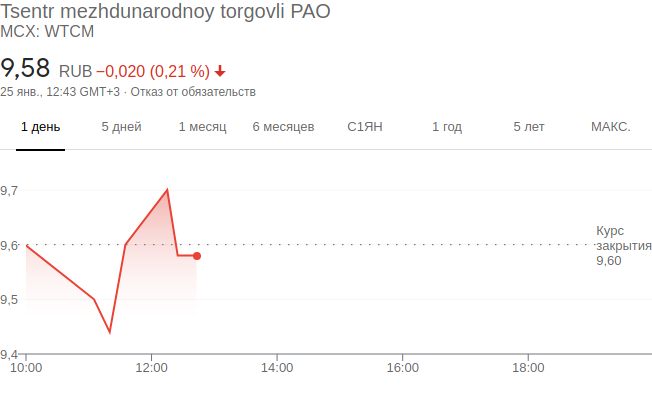 Tsentr mezhdunarodnoy torgovli PAO
MCX: WTCM
9,58 RUB −0,020 (0,21 %)
25 янв., 12:43 GMT+3 · Отказ от обязательств
1 день 5 дней 1 месяц 6 месяцев С1ЯН 1 год 5 лет МАКС.
9,7
9,6
Курс
закрытия
9,60
9,5
9,4
10:00 12:00 14:00 16:00 18:00